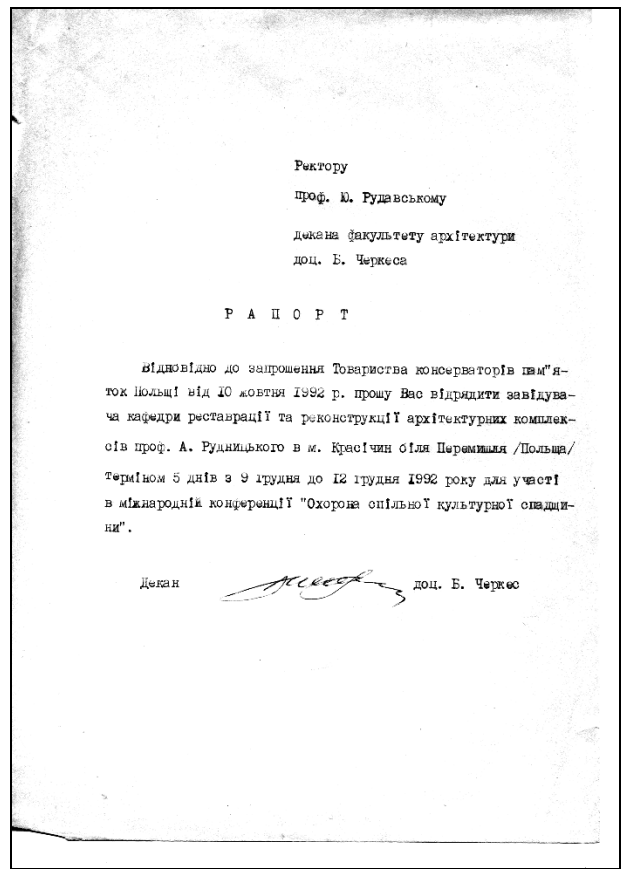 Ректору
проф. Ю. Рудавському
декана факультету архітектури
доц. Б. Черкеса
Р А П О Р Т
Відповідно до запрошення Товариства консерваторів пам"я-
ток Польщі від 10 жовтня 1992 р. прошу Вас відрядити завідува-
ча кафедри реставрації та реконструкції архітектурних комплек-
сів проф. А. Рудницького в м. Красічин біля Перемишля /Польща/
терміном 5 днів з 9 грудня до 12 грудня 1992 року для участі
в міжнародній конференції "Охорона спільної культурної спадщи-
ни".
Декан доц. Б. Черкес